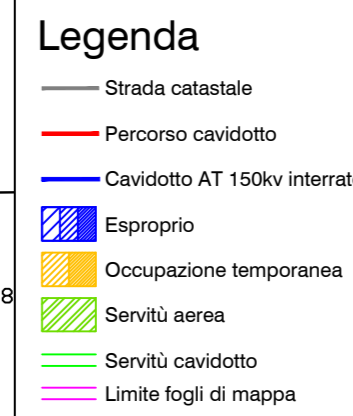 Legenda
Strada catastale
Percorso cavidotto
Cavidotto AT 150kv interrat
Esproprio
Occupazione temporanea
8
Servitù aerea
Servitù cavidotto
Limite fogli di mappa